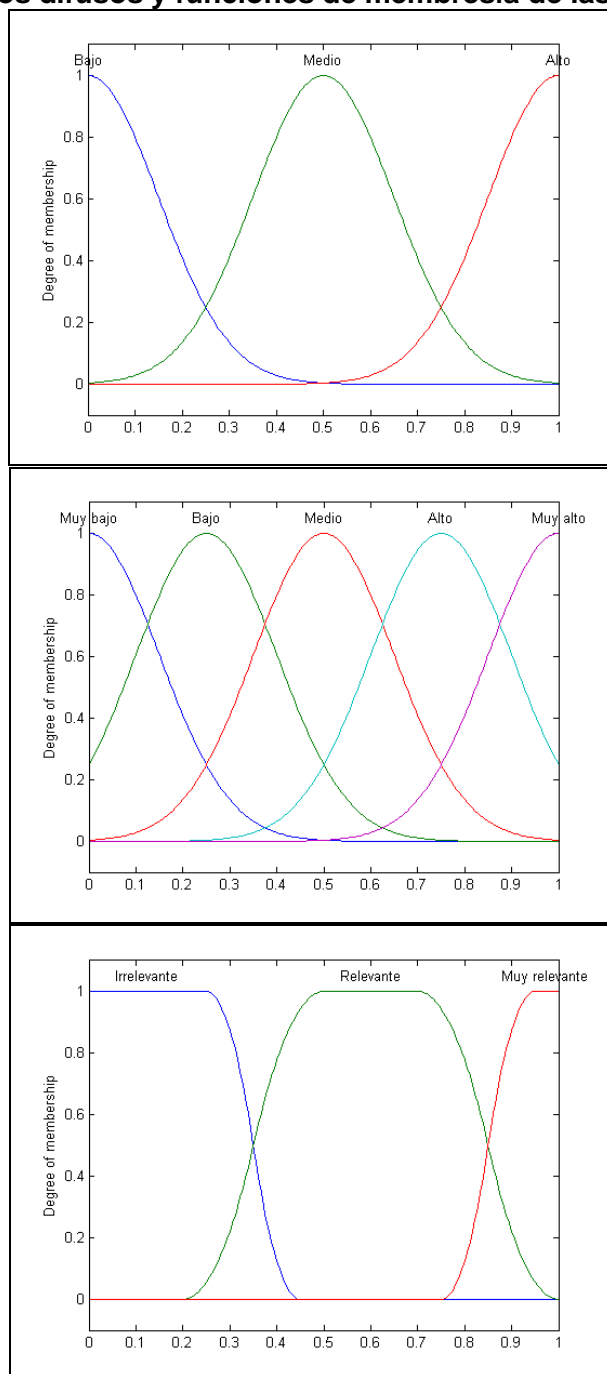 os difusos y funciones de membresía de las
Bajo Medio Alto
1
0.8
0.6
0.4
0.2
0
Degree of membership
0 0.1 0.2 0.3 0.4 0.5 0.6 0.7 0.8 0.9 1
Muy bajo Bajo Medio Alto Muy alto
1
0.8
0.6
0.4
0.2
0
Degree of membership
0 0.1 0.2 0.3 0.4 0.5 0.6 0.7 0.8 0.9 1
Irrelevante Relevante Muy relevante
1
0.8
0.6
0.4
0.2
0
Degree of membership
0 0.1 0.2 0.3 0.4 0.5 0.6 0.7 0.8 0.9 1